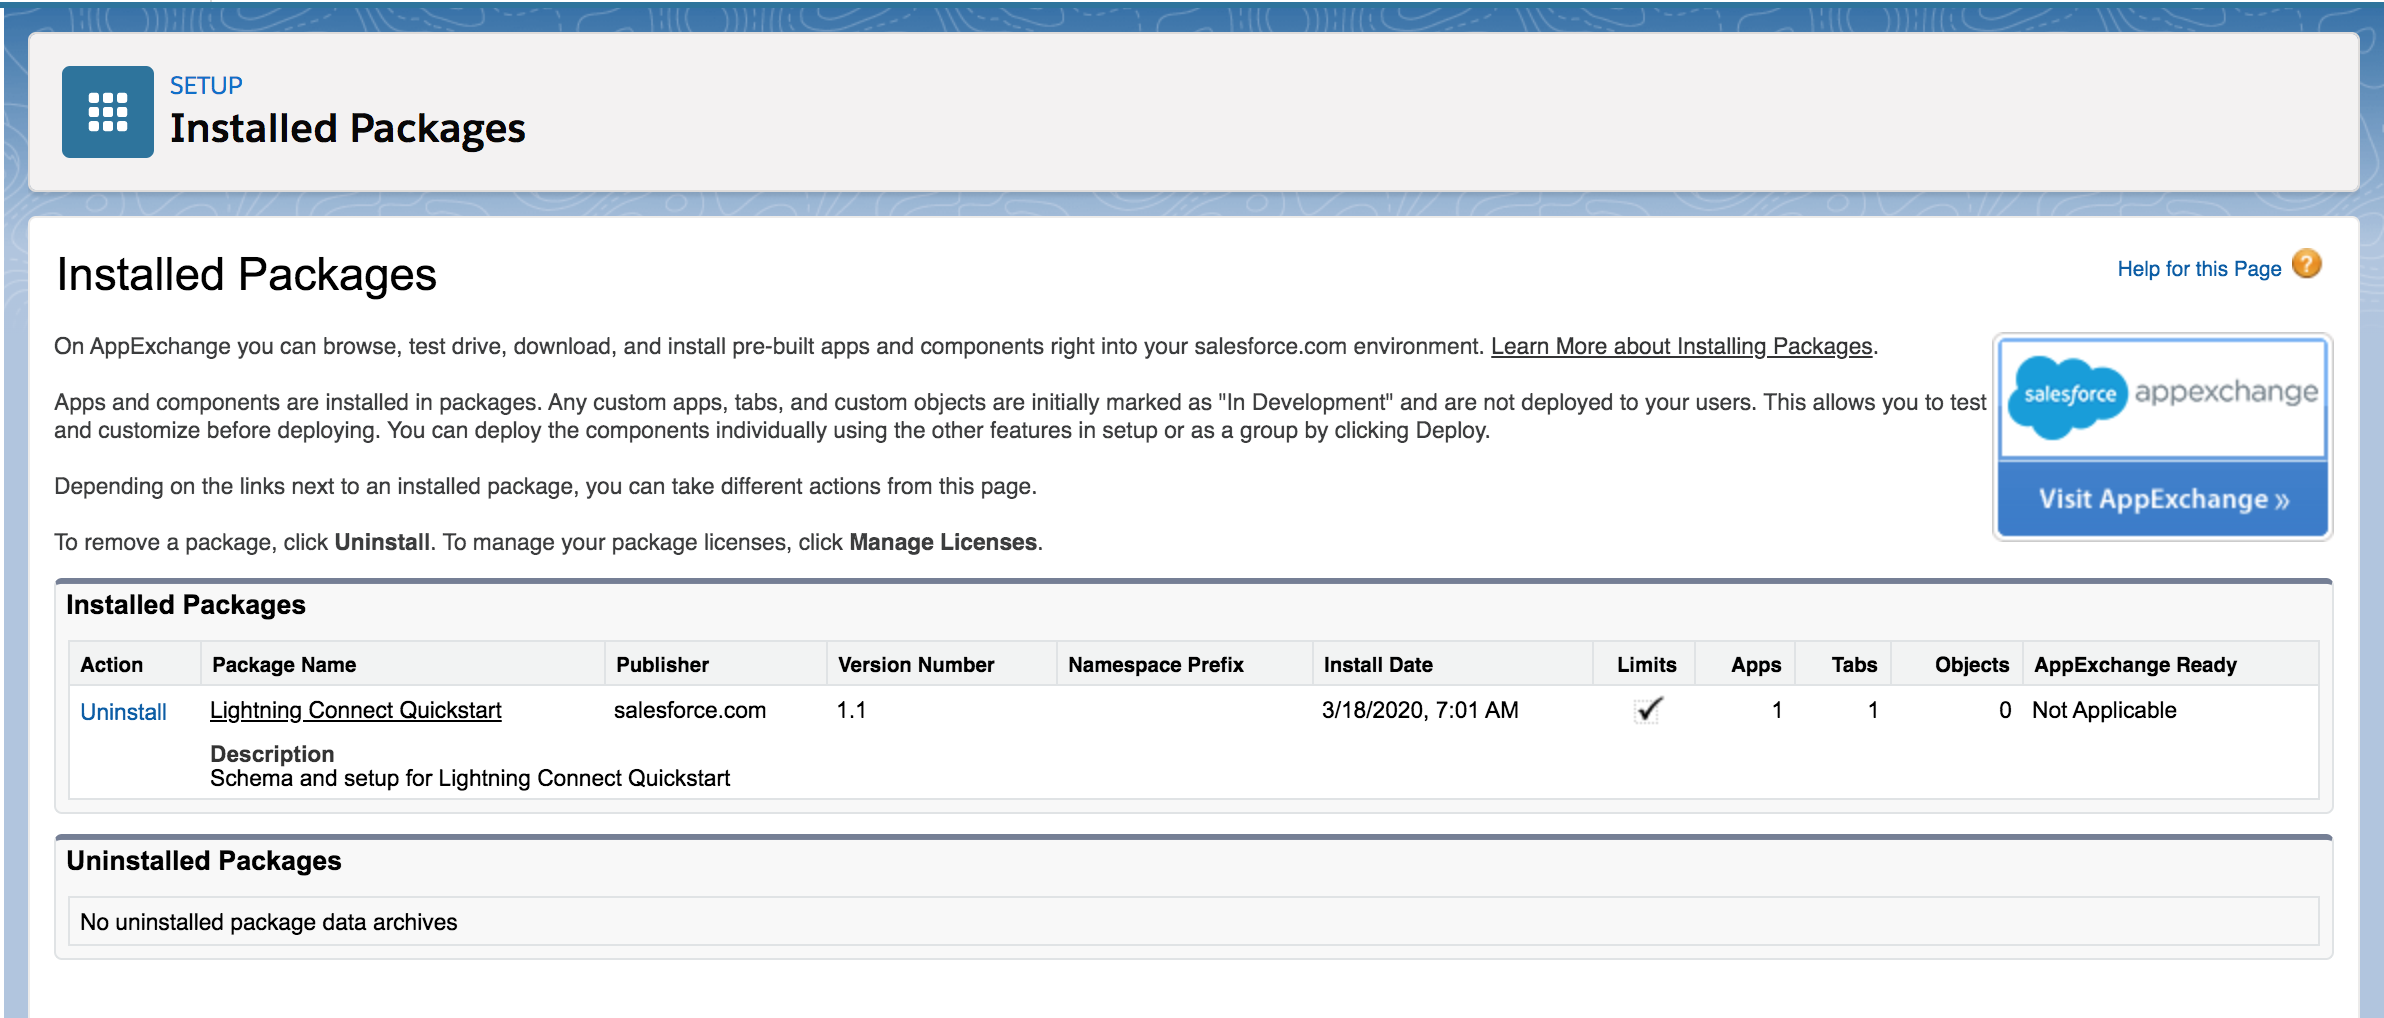 SETUP
Installed Packages
Installed Packages
Help for this Page ?
On AppExchange you can browse, test drive, download, and install pre-built apps and components right into your salesforce.com environment. Learn More about Installing Packages.
Apps and components are installed in packages. Any custom apps, tabs, and custom objects are initially marked as "In Development" and are not deployed to your users. This allows you to test
and customize before deploying. You can deploy the components individually using the other features in setup or as a group by clicking Deploy.
Depending on the links next to an installed package, you can take different actions from this page.
To remove a package, click Uninstall. To manage your package licenses, click Manage Licenses.
salesforce appexchange
Visit AppExchange »
Installed Packages
Action Package Name Publisher Version Number Namespace Prefix Install Date Limits Apps Tabs Objects AppExchange Ready
Uninstall Lightning Connect Quickstart salesforce.com 1.1 3/18/2020, 7:01 AM ✓ 1 1 0 Not Applicable
Description
Schema and setup for Lightning Connect Quickstart
Uninstalled Packages
No uninstalled package data archives